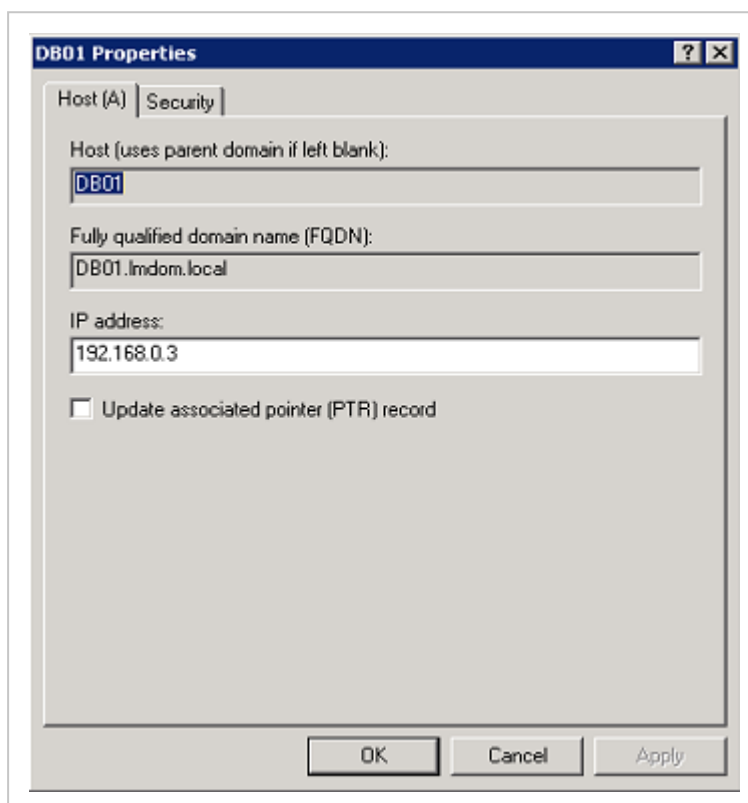 DB01 Properties
Host (A) Security
Host (uses parent domain if left blank):
DB01
Fully qualified domain name (FQDN):
DB01.lmdom.local
IP address:
192.168.0.3
Update associated pointer (PTR) record
OK Cancel Apply